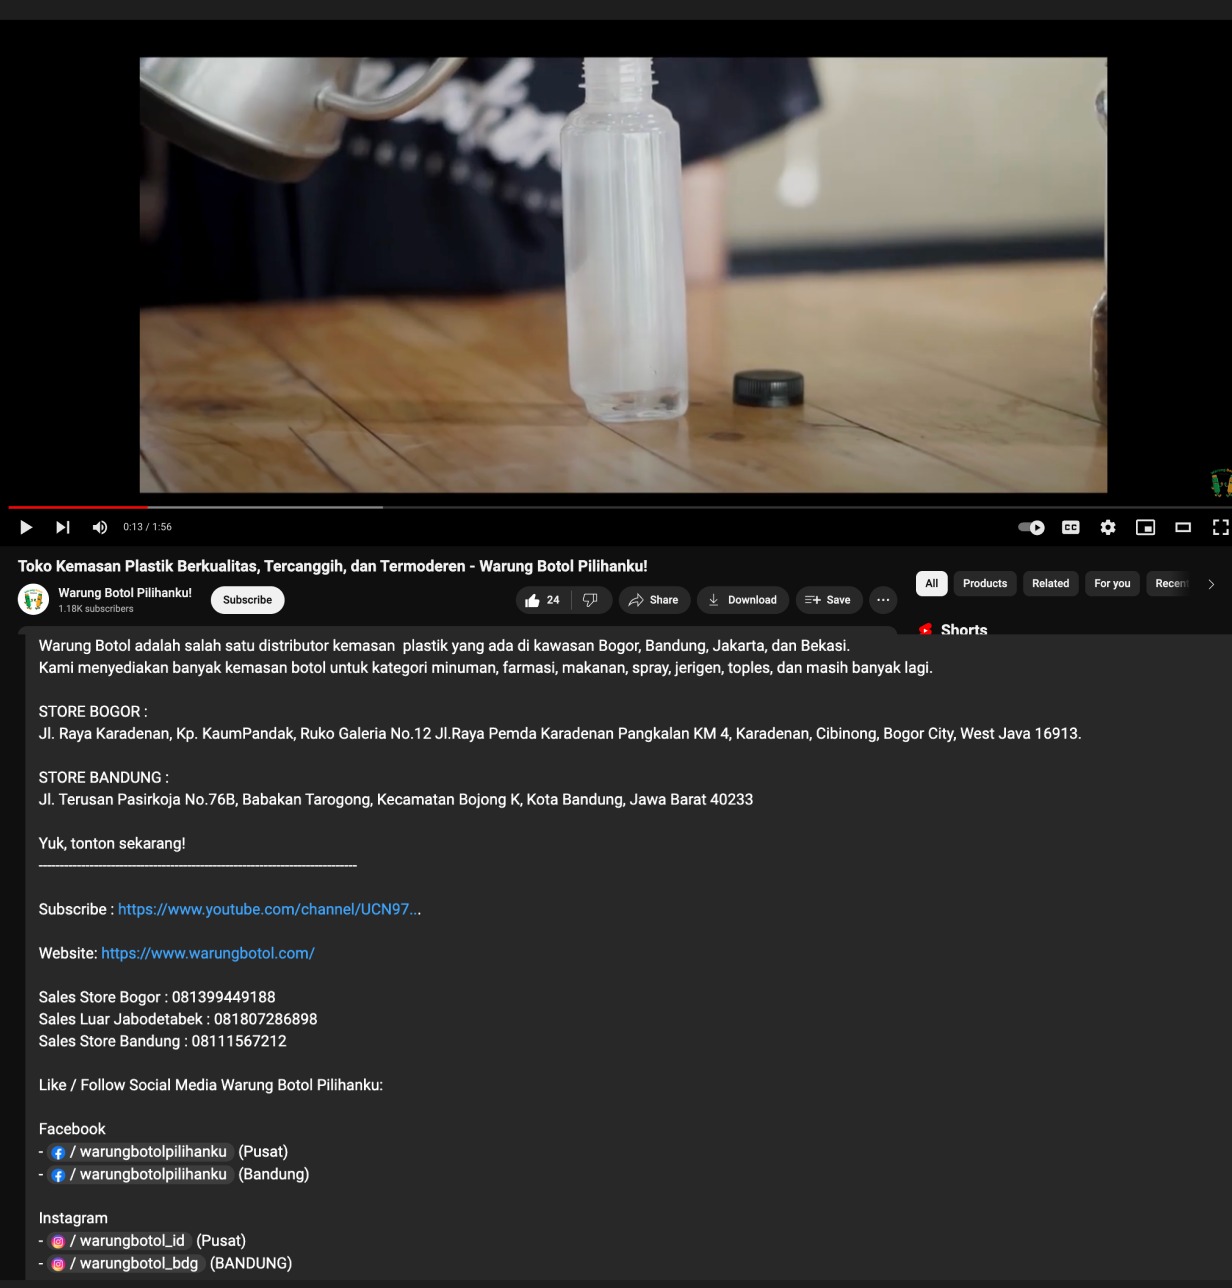 0:13 / 1:56
CC
Toko Kemasan Plastik Berkualitas, Tercanggih, dan Termoderen - Warung Botol Pilihanku!
Warung Botol Pilihanku!
1.18K subscribers
Subscribe
24
Share
Download
Save
All
Products
Related
For you
Recent
Shorts
Warung Botol adalah salah satu distributor kemasan  plastik yang ada di kawasan Bogor, Bandung, Jakarta, dan Bekasi.
Kami menyediakan banyak kemasan botol untuk kategori minuman, farmasi, makanan, spray, jerigen, toples, dan masih banyak lagi.
STORE BOGOR :
Jl. Raya Karadenan, Kp. KaumPandak, Ruko Galeria No.12 Jl.Raya Pemda Karadenan Pangkalan KM 4, Karadenan, Cibinong, Bogor City, West Java 16913.
STORE BANDUNG :
Jl. Terusan Pasirkoja No.76B, Babakan Tarogong, Kecamatan Bojong K, Kota Bandung, Jawa Barat 40233
Yuk, tonton sekarang!
---------------------------------------------------------------------------
Subscribe : https://www.youtube.com/channel/UCN97...
Website: https://www.warungbotol.com/
Sales Store Bogor : 081399449188
Sales Luar Jabodetabek : 081807286898
Sales Store Bandung : 08111567212
Like / Follow Social Media Warung Botol Pilihanku:
Facebook
- / warungbotolpilihanku (Pusat)
- / warungbotolpilihanku (Bandung)
Instagram
- / warungbotol_id (Pusat)
- / warungbotol_bdg (BANDUNG)